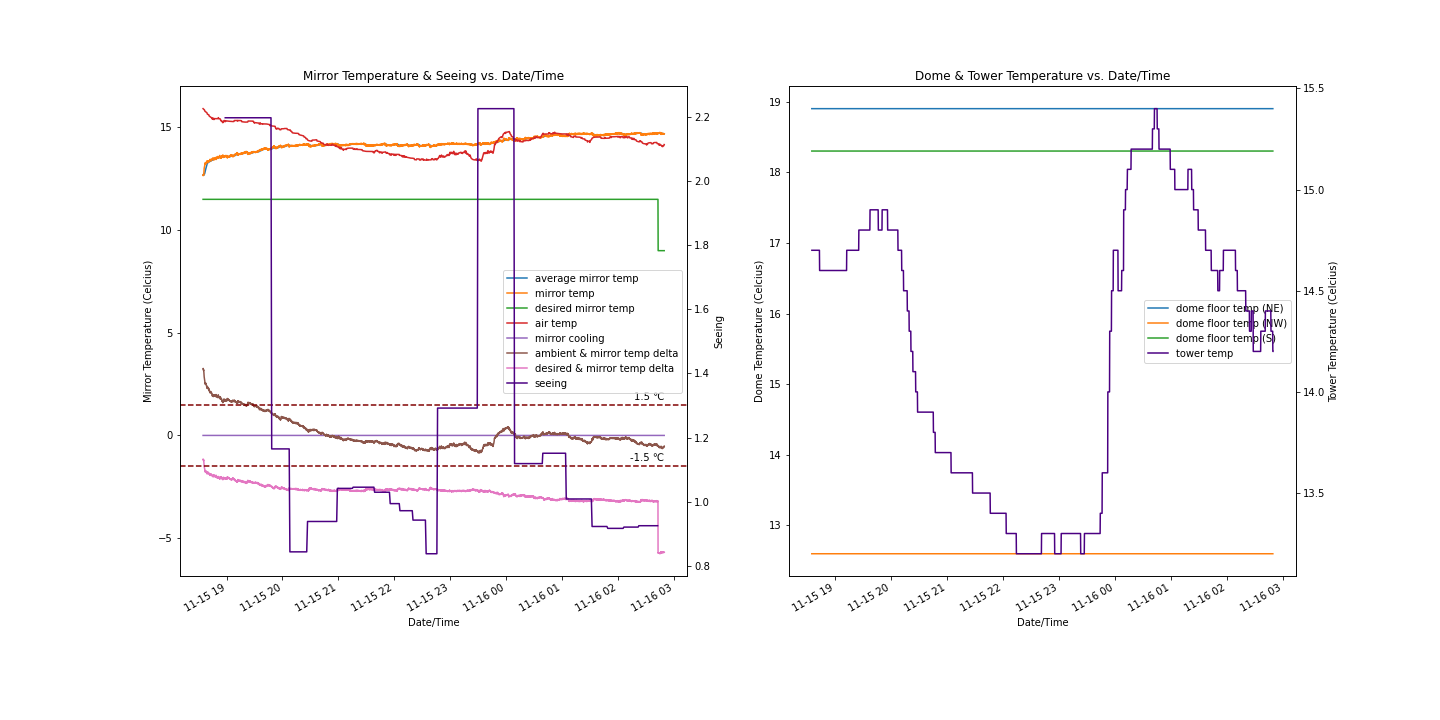 Mirror Temperature & Seeing vs. Date/Time
Mirror Temperature (Celcius)
15
10
5
0
−5
2.2
2.0
1.8
1.6
1.4
1.2
1.0
0.8
Seeing
average mirror temp
mirror temp
desired mirror temp
air temp
mirror cooling
ambient & mirror temp delta
desired & mirror temp delta
seeing
1.5 °C
-1.5 °C
11-15 19
11-15 20
11-15 21
11-15 22
11-15 23
11-16 00
11-16 01
11-16 02
11-16 03
Date/Time
Dome & Tower Temperature vs. Date/Time
Dome Temperature (Celcius)
19
18
17
16
15
14
13
15.5
15.0
14.5
14.0
13.5
Tower Temperature (Celcius)
dome floor temp (NE)
dome floor temp (NW)
dome floor temp (S)
tower temp
11-15 19
11-15 20
11-15 21
11-15 22
11-15 23
11-16 00
11-16 01
11-16 02
11-16 03
Date/Time